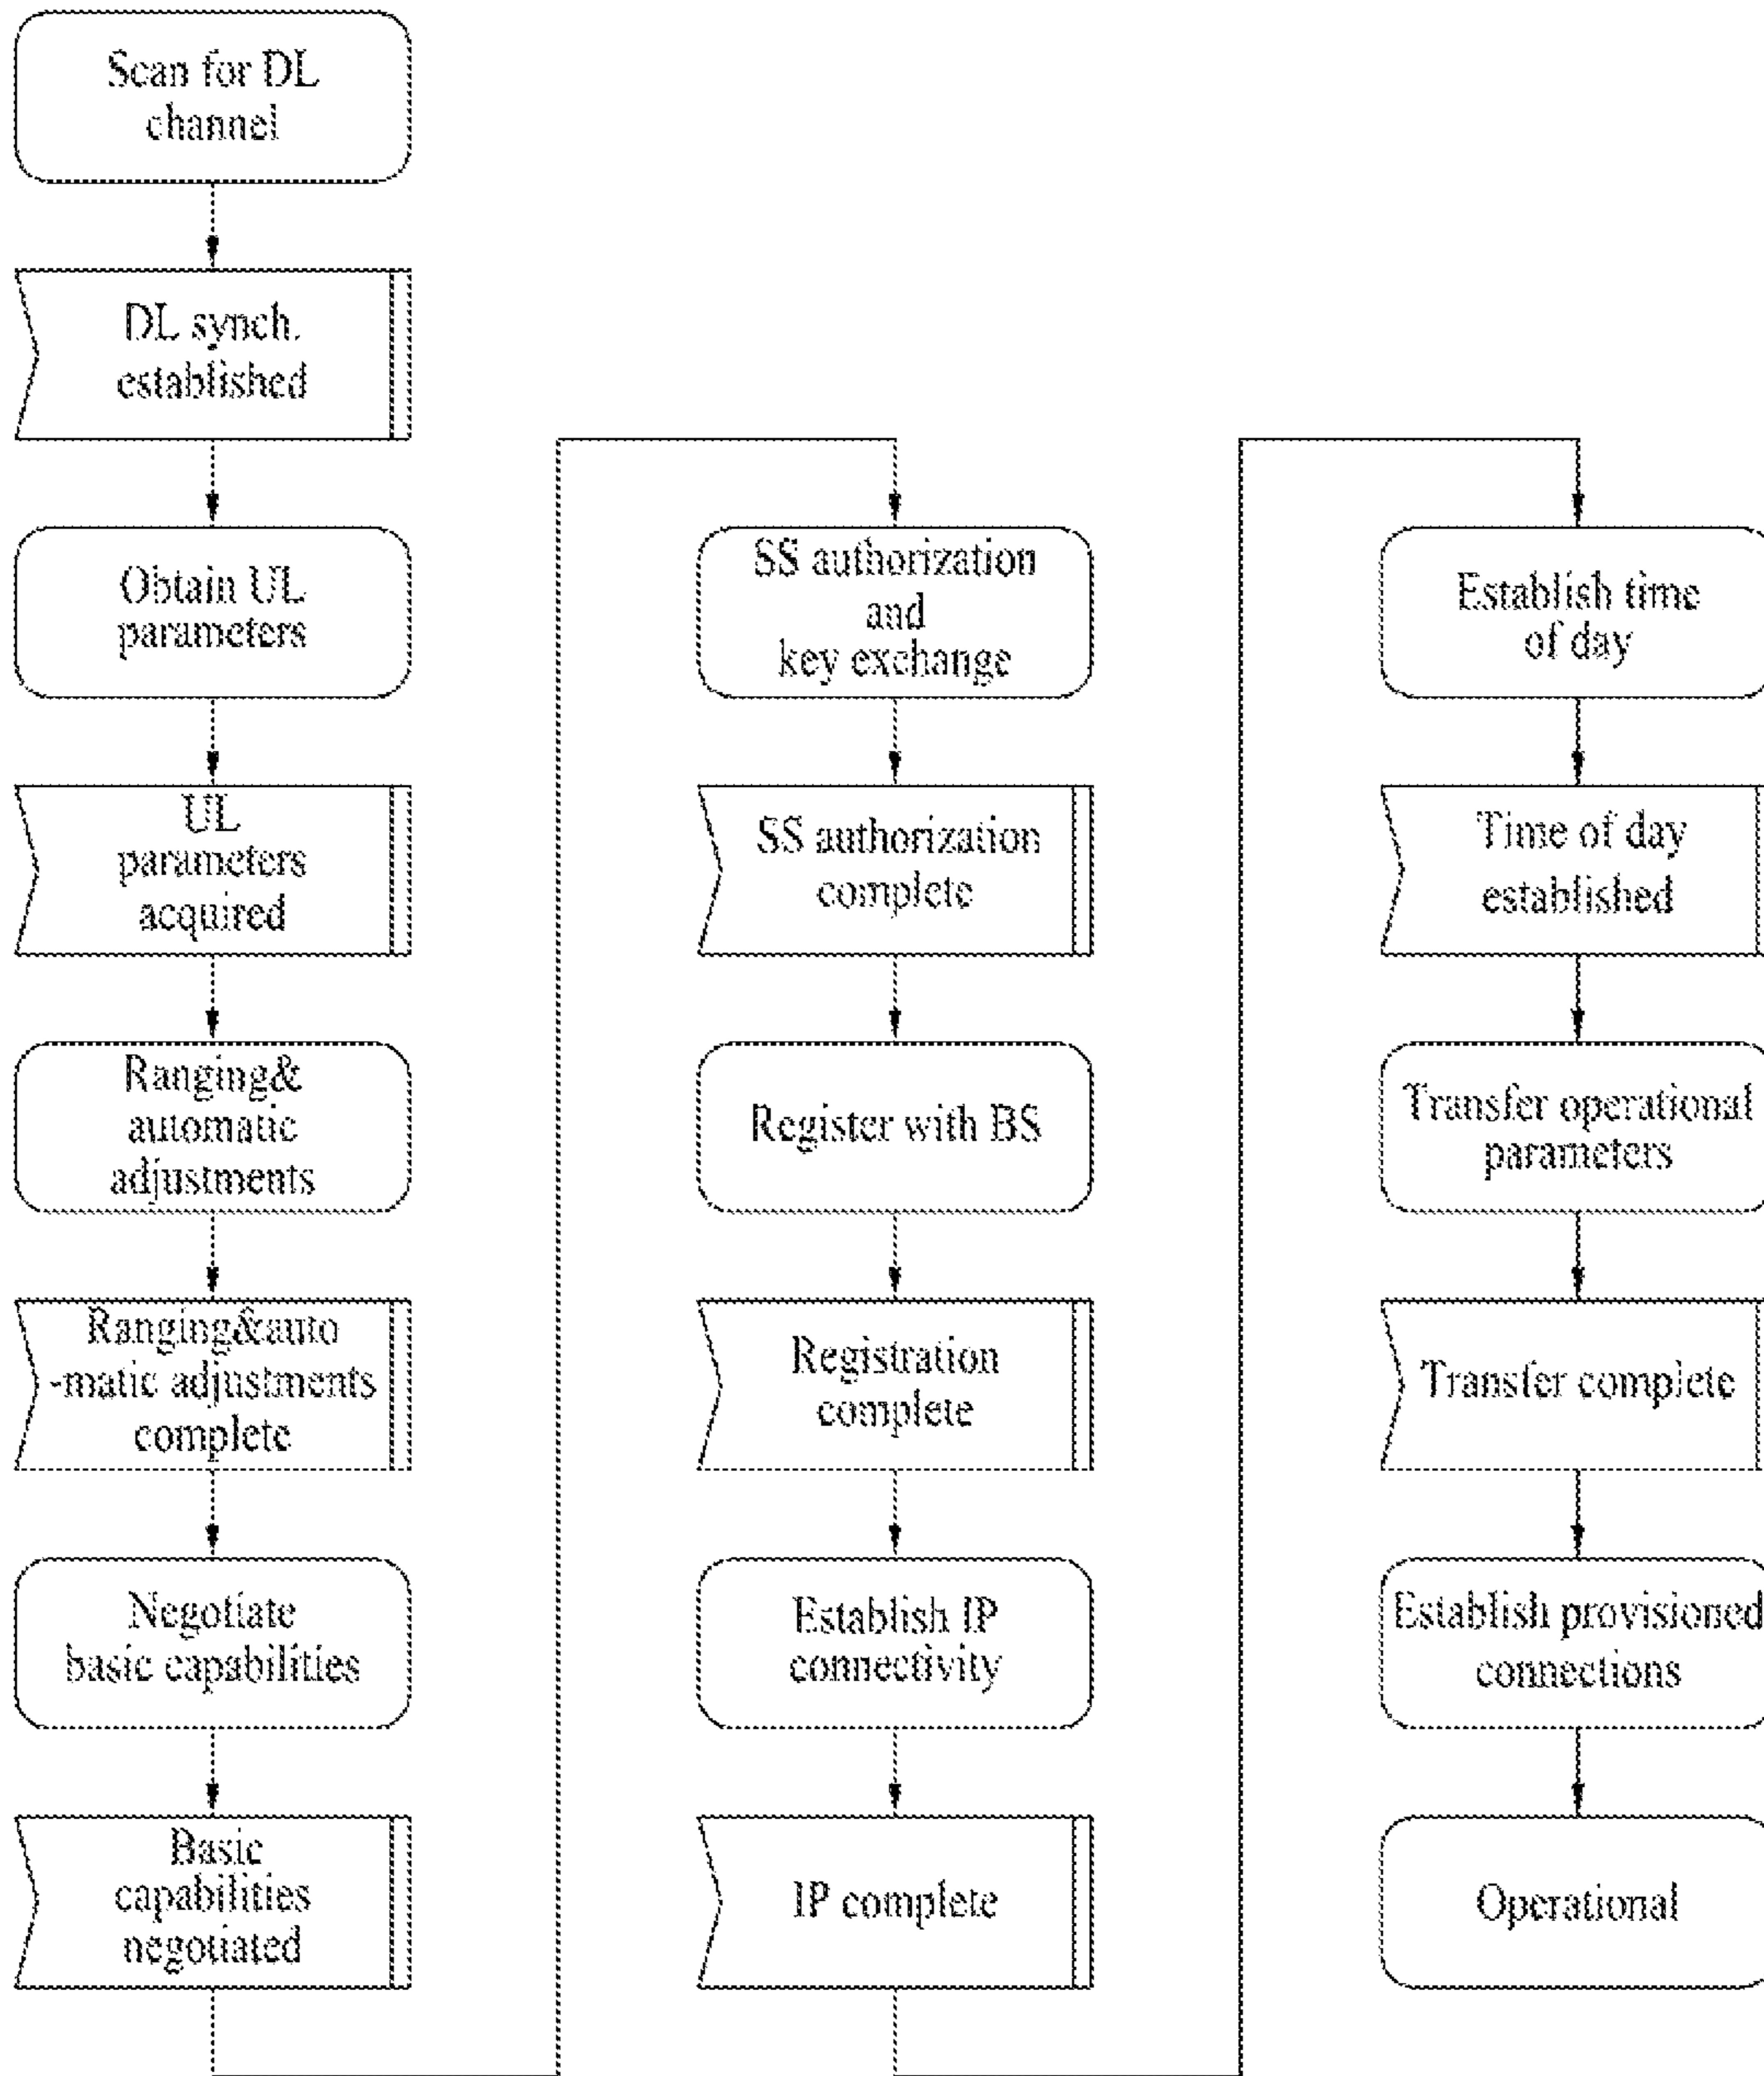 Scan for DL
channel
DL synch.
established
Obtain UL
parameters
UL
parameters
acquired
Ranging&
automatic
adjustments
Ranging&auto
-matic adjustments
complete
Negotiate
basic capabilities
Basic
capabilities
negotiated
SS authorization
and
key exchange
SS authorization
complete
Register with BS
Registration
complete
Establish IP
connectivity
IP complete
Establish time
of day
Time of day
established
Transfer operational
parameters
Transfer complete
Establish provisioned
connections
Operational